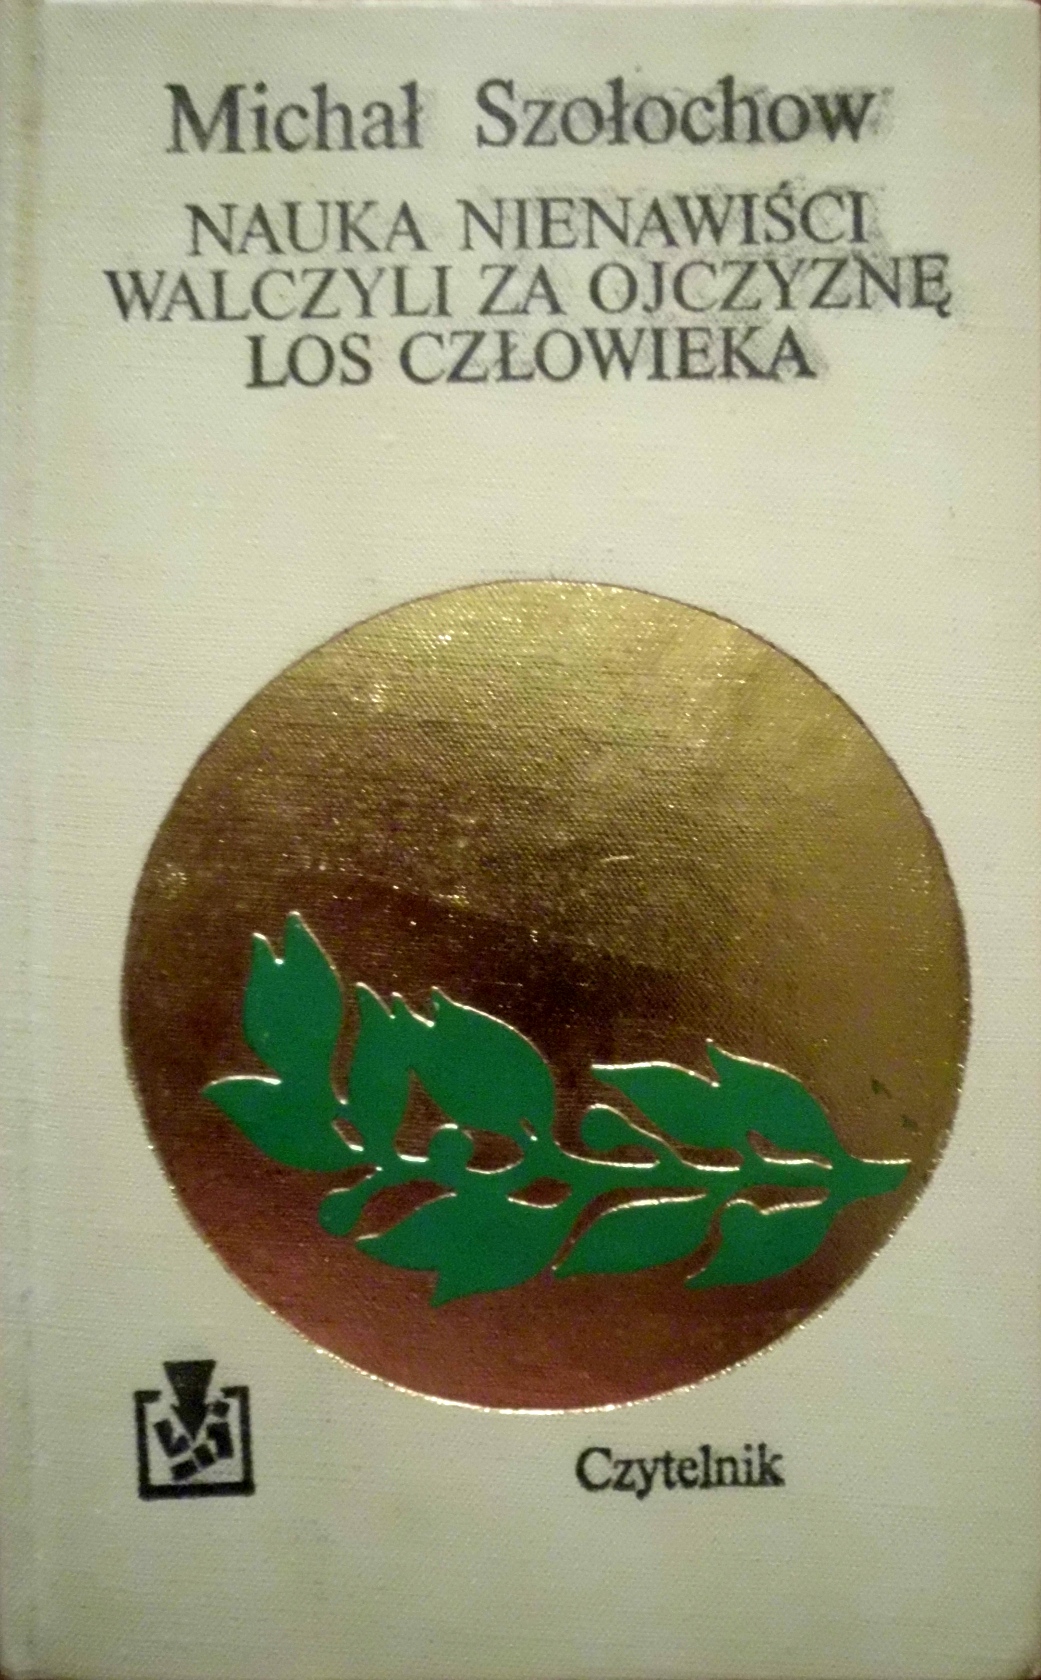 Michał Szołochow
NAUKA NIENAWIŚCI
WALCZYLI ZA OJCZYZNĘ
LOS CZŁOWIEKA
Czytelnik